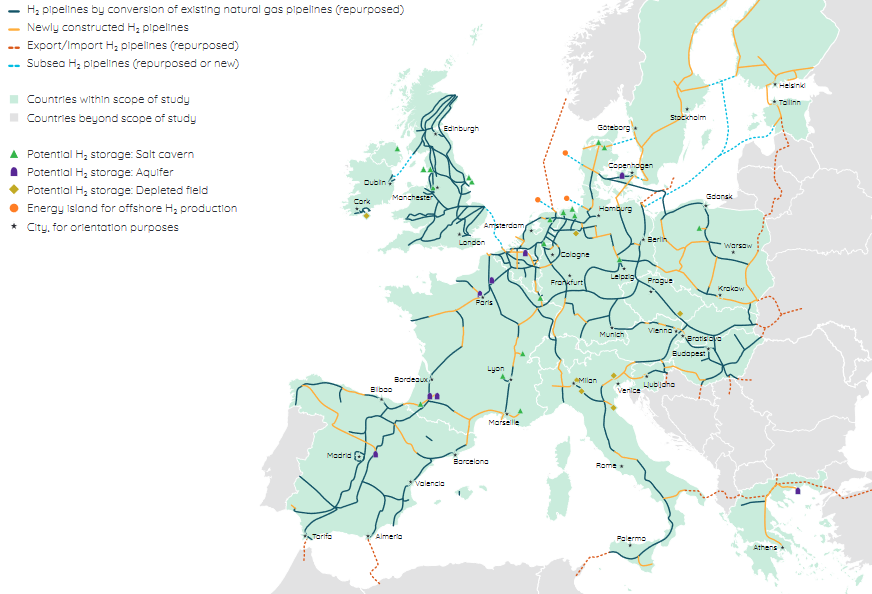 H₂ pipelines by conversion of existing natural gas pipelines (repurposed)
Newly constructed H₂ pipelines
Export/Import H₂ pipelines (repurposed)
Subsea H₂ pipelines (repurposed or new)
Countries within scope of study
Countries beyond scope of study
Potential H₂ storage: Salt cavern
Potential H₂ storage: Aquifer
Potential H₂ storage: Depleted field
Energy island for offshore H₂ production
City, for orientation purposes
Helsinki
Tallinn
Stockholm
Göteborg
Edinburgh
Copenhagen
Dublin
Manchester
Cork
Gdansk
Hamburg
Amsterdam
London
Berlin
Warsaw
Cologne
Leipzig
Frankfurt
Prague
Krakow
Paris
Munich
Vienna
Bratislava
Budapest
Lyon
Bordeaux
Milan
Venice
Ljubljana
Bilbao
Marseille
Madrid
Barcelona
Rome
Valencia
Tarifa
Almeria
Palermo
Athens